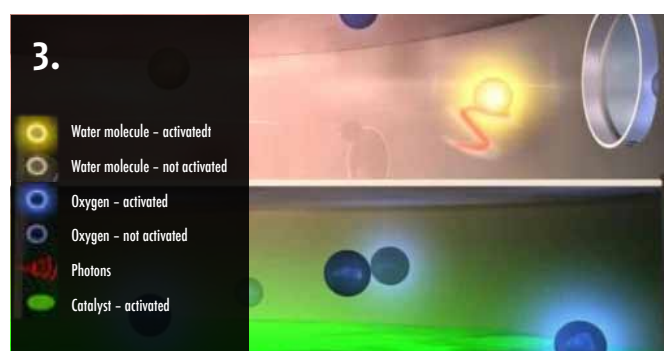 3.
Water molecule – activatedt
Water molecule – not activated
Oxygen – activated
Oxygen – not activated
Photons
Catalyst – activated